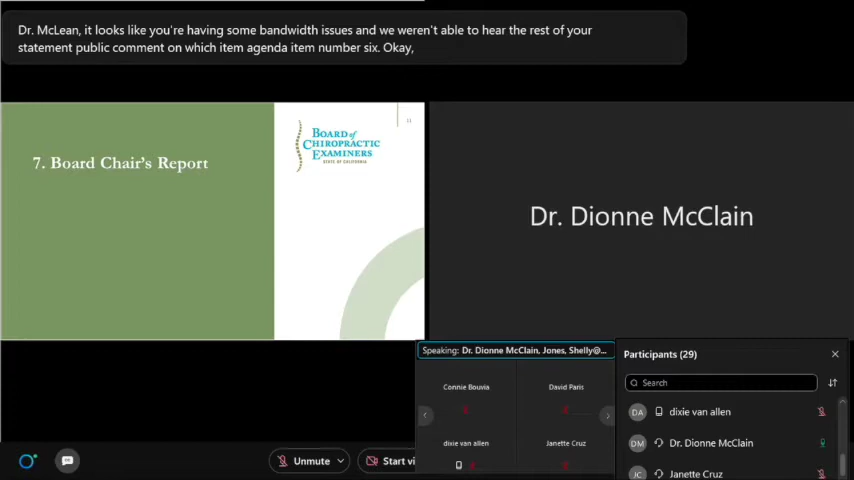 Dr. McLean, it looks like you're having some bandwidth issues and we weren't able to hear the rest of your
statement public comment on which item agenda item number six. Okay,
11
7. Board Chair's Report
BOARD of
CHIROPRACTIC
EXAMINERS
STATE OF CALIFORNIA
Dr. Dionne McClain
Speaking: Dr. Dionne McClain, Jones, Shelly@...
Connie Bouvia
David Paris
dixie van allen
Janette Cruz
Participants (29)
Search
DA
dixie van allen
DM
Dr. Dionne McClain
JC
Janette Cruz
Unmute
Start vi